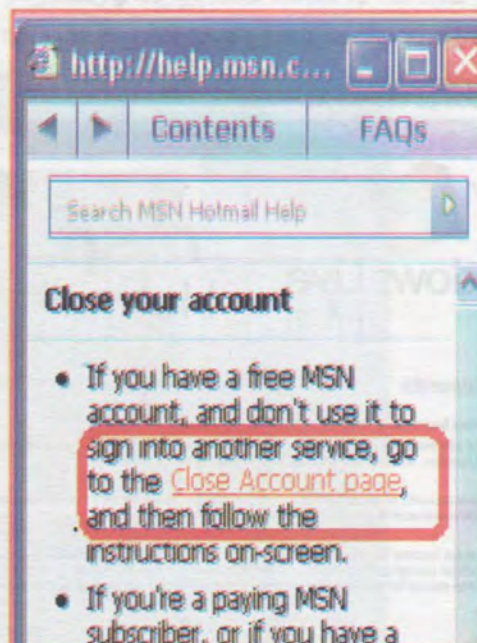 http://help.msn.c...
Contents FAQs
Search MSN Hotmail Help
Close your account
• If you have a free MSN
account, and don't use it to
sign into another service, go
to the Close Account page,
and then follow the
instructions on-screen.
• If you're a paying MSN
subscriber, or if you have a